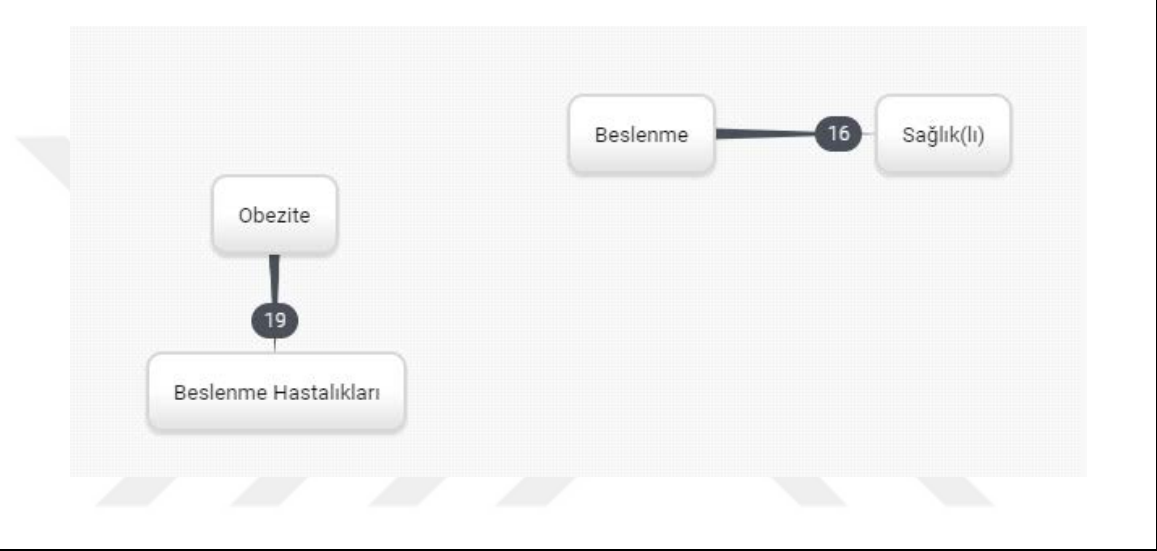 Beslenme
16
Sağlık(lı)
Obezite
19
Beslenme Hastalıkları